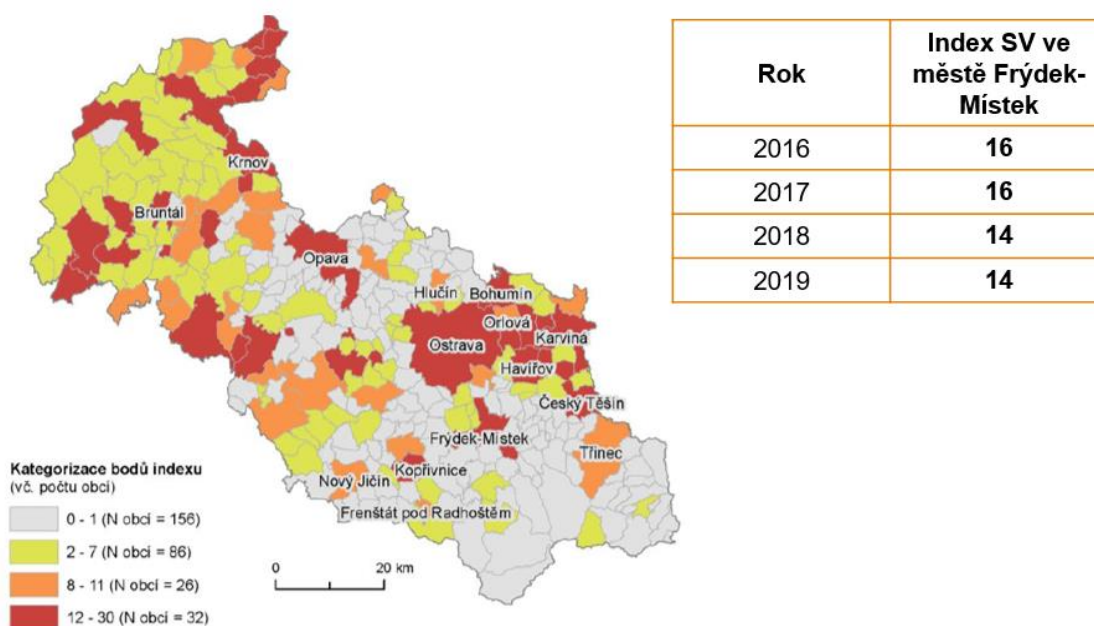 Krnov
Bruntál
Opava
Hlučín
Bohumín
Orlová
Karviná
Ostrava
Havířov
Český Těšín
Frýdek-Místek
Třinec
Kopřivnice
Nový Jičín
Frenštát pod Radhoštěm
Kategorizace bodů indexu
(vč. počtu obcí)
0 - 1 (N obcí = 156)
2 - 7 (N obcí = 86)
8 - 11 (N obcí = 26)
12 - 30 (N obcí = 32)
0 20 km
Rok
Index SV ve
městě Frýdek-
Místek
2016 16
2017 16
2018 14
2019 14